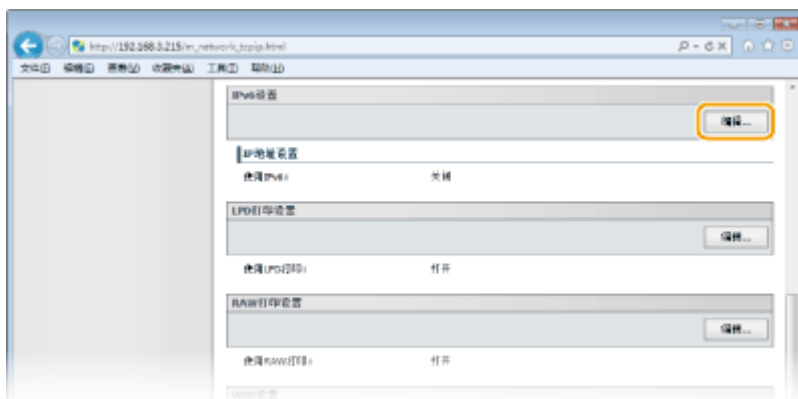 http://192.168.3.215/m_network_tcpip.html
文件(F) 编辑(E) 查看(V) 收藏夹(A) 工具(T) 帮助(H)
IPv6设置
编辑...
IP地址设置
使用IPv6: 关闭
LPD打印设置
编辑...
使用LPD打印: 打开
RAW打印设置
编辑...
使用RAW打印: 打开